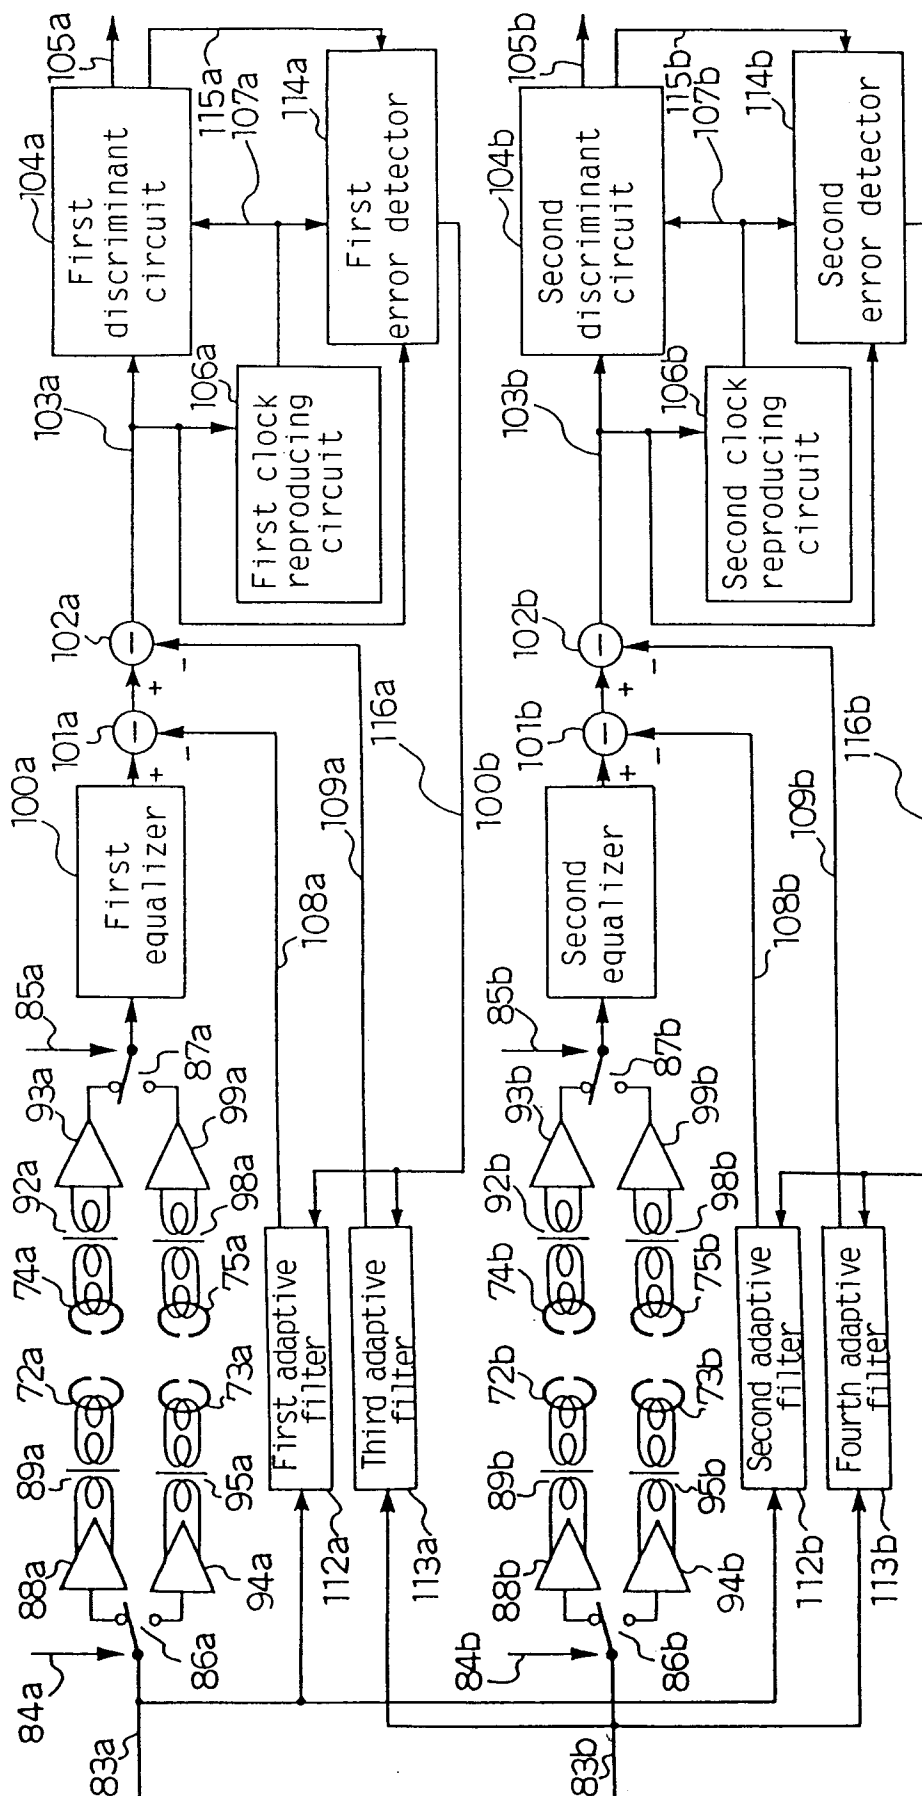 83a
84a
86a
88a
89a
72a
74a
92a
93a
85a
87a
94a
95a
73a
75a
98a
99a
100a
First
equalizer
101a
+
−
−
102a
+
−
−
103a
104a
First
discriminant
circuit
105a
106a
First clock
reproducing
circuit
107a
115a
114a
First
error detector
108a
109a
116a
112a
First adaptive
filter
113a
Third adaptive
filter
83b
84b
86b
88b
89b
72b
74b
92b
93b
85b
87b
94b
95b
73b
75b
98b
99b
100b
Second
equalizer
101b
+
−
−
102b
+
−
−
103b
104b
Second
discriminant
circuit
105b
106b
Second clock
reproducing
circuit
107b
115b
114b
Second
error detector
108b
109b
116b
112b
Second adaptive
filter
113b
Fourth adaptive
filter